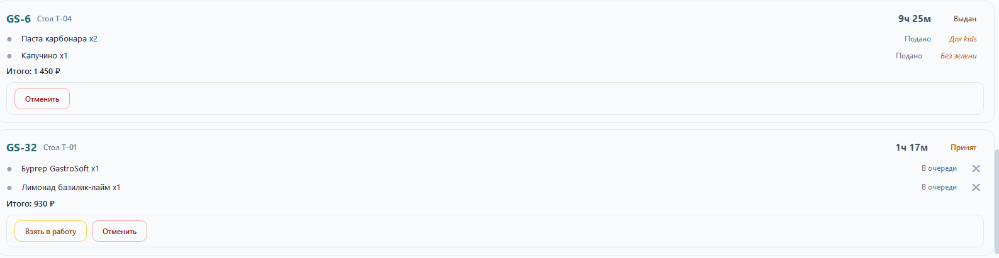 GS-6 Стол T-04 9ч 25м Выдан
Паста карбонара x2 Подано Для kids
Капучино x1 Подано Без зелени
Итого: 1 450 ₽
Отменить
GS-32 Стол T-01 1ч 17м Принят
Бургер GastroSoft x1 В очереди
Лимонад базилик-лайм x1 В очереди
Итого: 930 ₽
Взять в работу Отменить